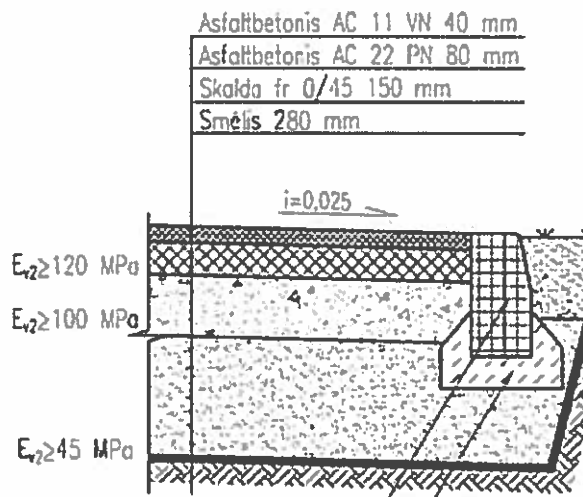 Asfaltbetonis AC 11 VN 40 mm
Asfaltbetonis AC 22 PN 80 mm
Skalda fr 0/45 150 mm
Smėlis 280 mm
i=0,025
Ev2≥120 MPa
Ev2≥100 MPa
Ev2≥45 MPa